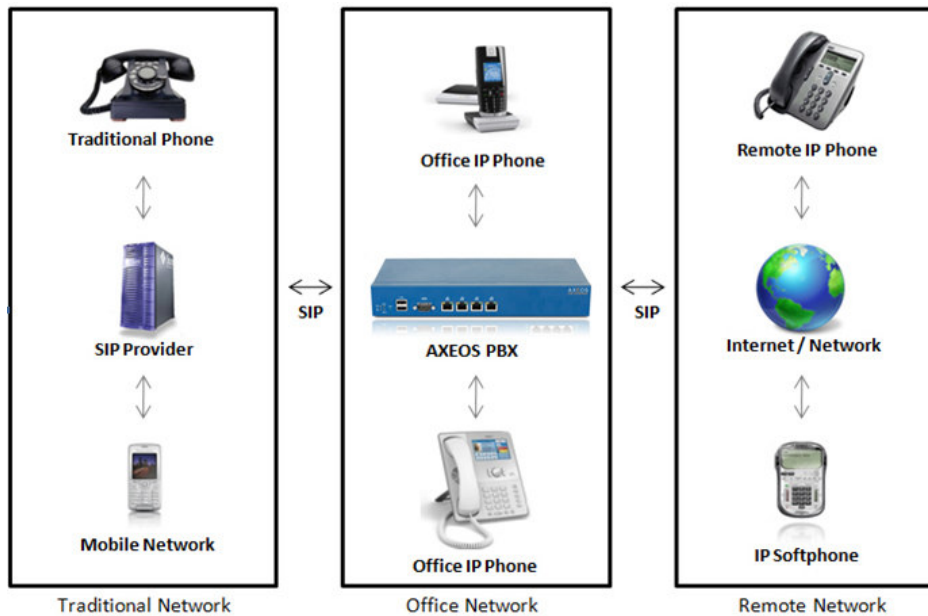 Traditional Phone
SIP Provider
Mobile Network
Traditional Network
SIP
Office IP Phone
AXEOS
AXEOS PBX
Office IP Phone
Office Network
SIP
Remote IP Phone
Internet / Network
IP Softphone
Remote Network